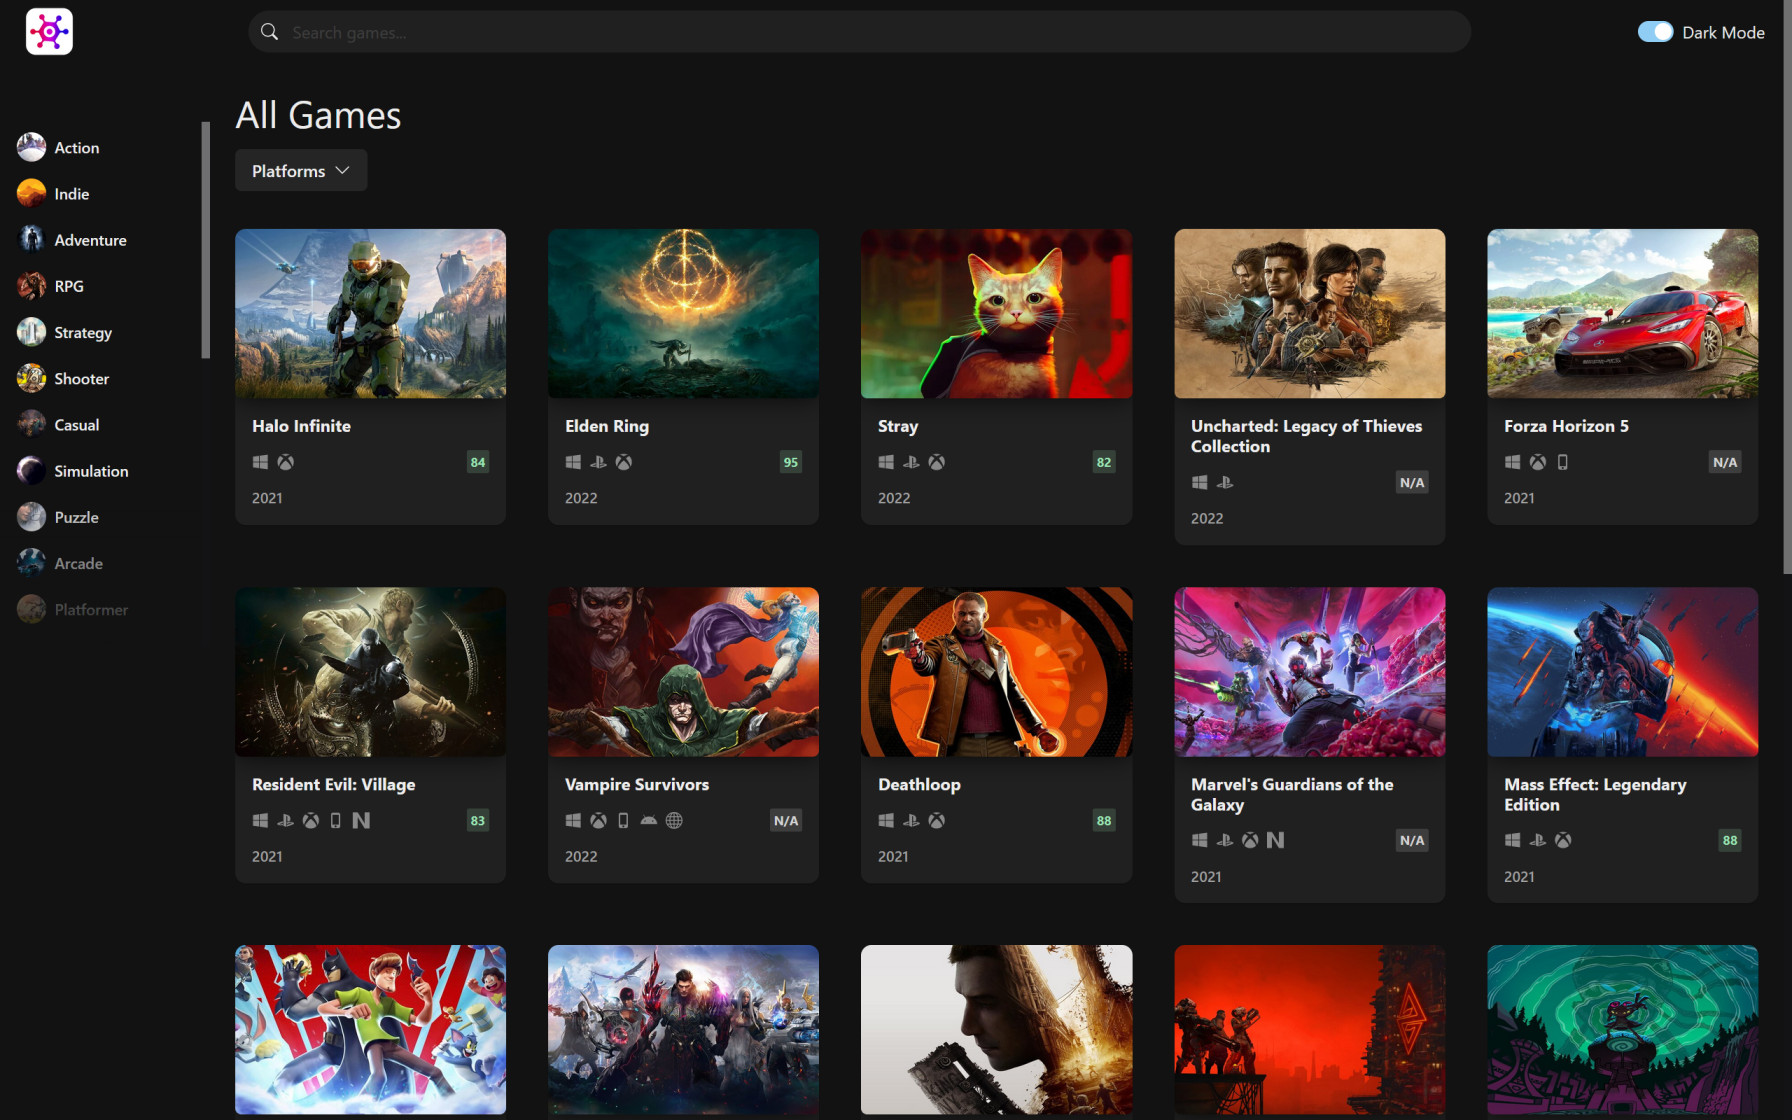 Search games...
Dark Mode
Action
Indie
Adventure
RPG
Strategy
Shooter
Casual
Simulation
Puzzle
Arcade
Platformer
All Games
Platforms
Halo Infinite
84
2021
Elden Ring
95
2022
Stray
82
2022
Uncharted: Legacy of Thieves
Collection
N/A
2022
Forza Horizon 5
N/A
2021
Resident Evil: Village
83
2021
Vampire Survivors
N/A
2022
Deathloop
88
2021
Marvel's Guardians of the
Galaxy
N/A
2021
Mass Effect: Legendary
Edition
88
2021